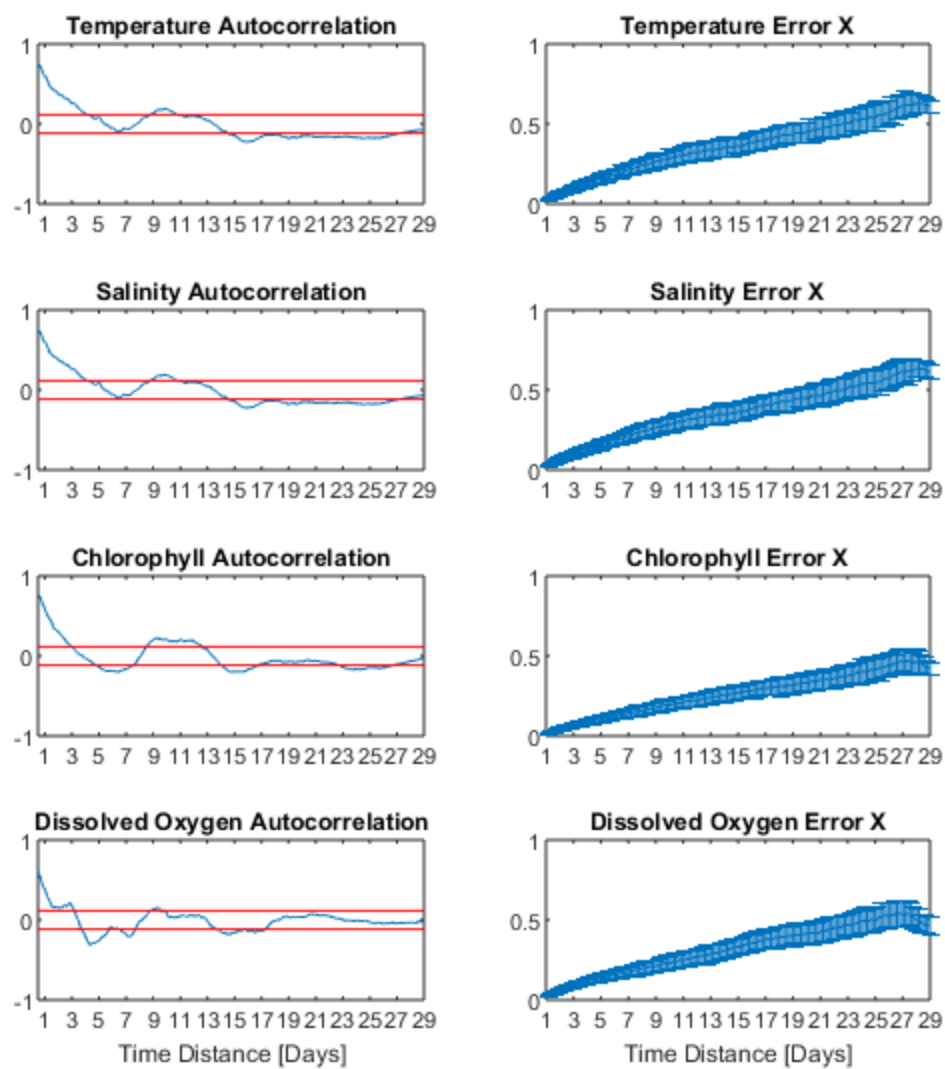 Temperature Autocorrelation
1
0
-1
1 3 5 7 9 11 13 15 17 19 21 23 25 27 29
Temperature Error X
1
0.5
0
1 3 5 7 9 11 13 15 17 19 21 23 25 27 29
Salinity Autocorrelation
1
0
-1
1 3 5 7 9 11 13 15 17 19 21 23 25 27 29
Salinity Error X
1
0.5
0
1 3 5 7 9 11 13 15 17 19 21 23 25 27 29
Chlorophyll Autocorrelation
1
0
-1
1 3 5 7 9 11 13 15 17 19 21 23 25 27 29
Chlorophyll Error X
1
0.5
0
1 3 5 7 9 11 13 15 17 19 21 23 25 27 29
Dissolved Oxygen Autocorrelation
1
0
-1
1 3 5 7 9 11 13 15 17 19 21 23 25 27 29
Time Distance [Days]
Dissolved Oxygen Error X
1
0.5
0
1 3 5 7 9 11 13 15 17 19 21 23 25 27 29
Time Distance [Days]